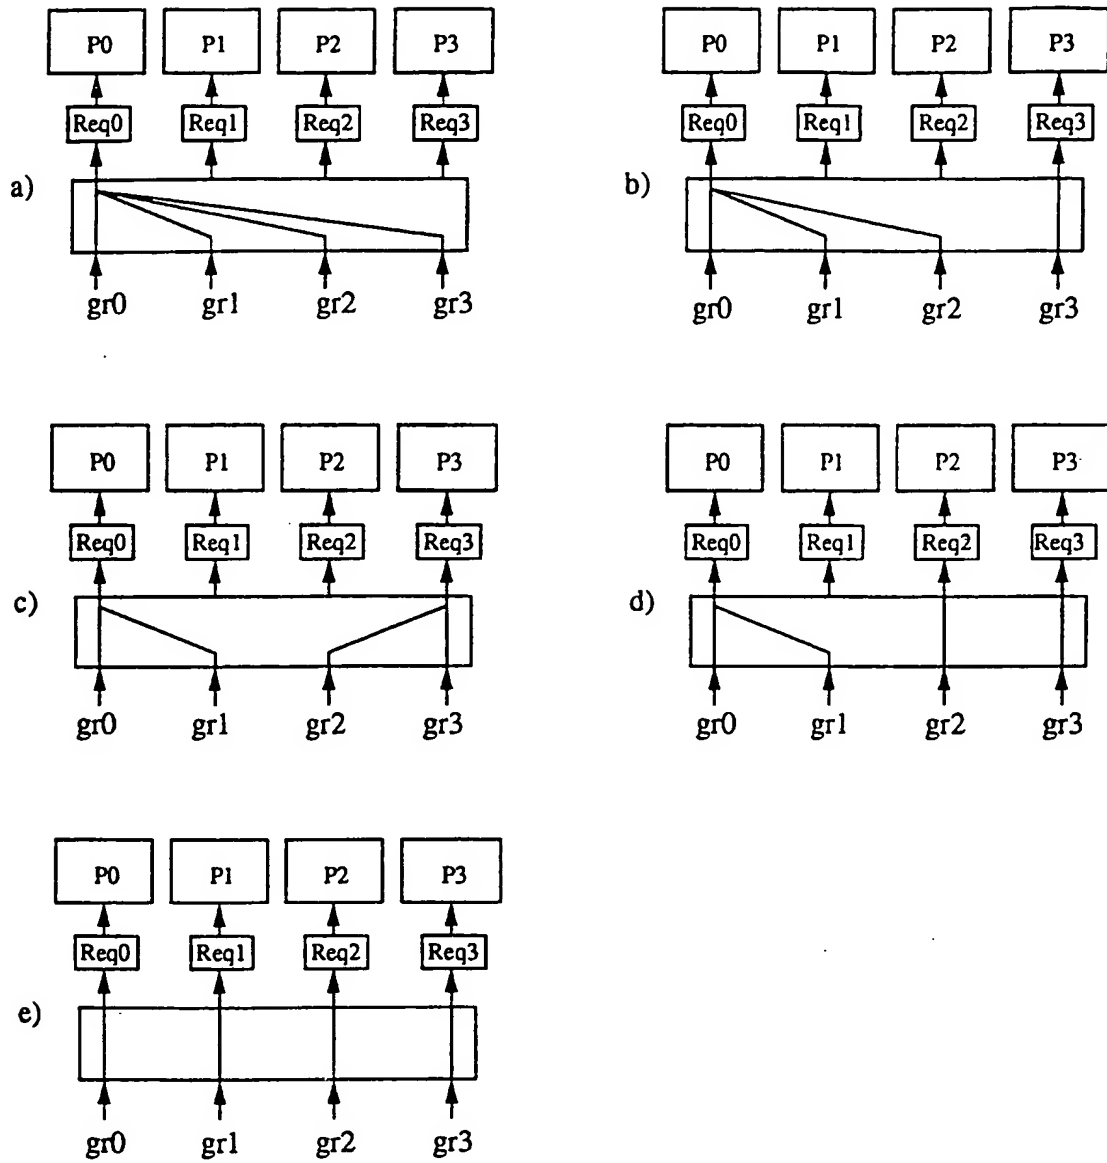 P0 P1 P2 P3
Req0 Req1 Req2 Req3
a)
gr0 gr1 gr2 gr3
P0 P1 P2 P3
Req0 Req1 Req2 Req3
b)
gr0 gr1 gr2 gr3
P0 P1 P2 P3
Req0 Req1 Req2 Req3
c)
gr0 gr1 gr2 gr3
P0 P1 P2 P3
Req0 Req1 Req2 Req3
d)
gr0 gr1 gr2 gr3
P0 P1 P2 P3
Req0 Req1 Req2 Req3
e)
gr0 gr1 gr2 gr3